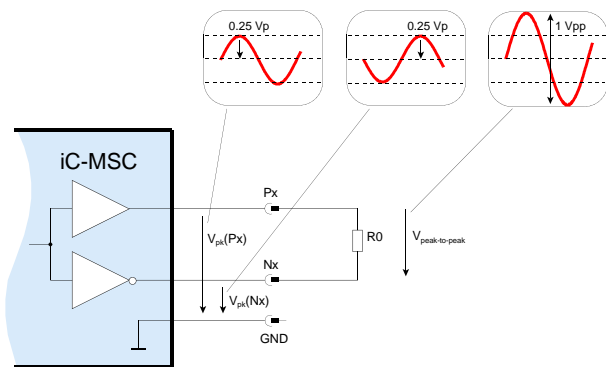 0.25 Vp
0.25 Vp
1 Vpp
iC-MSC
Px
Vpk(Px)
R0
Vpeak-to-peak
Nx
Vpk(Nx)
GND